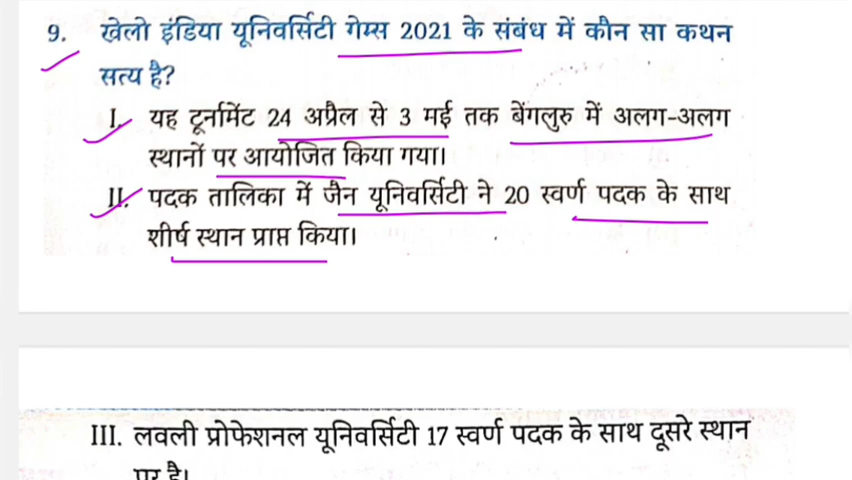 9. खेलो इंडिया यूनिवर्सिटी गेम्स 2021 के संबंध में कौन सा कथन
सत्य है?
I. यह टूर्नामेंट 24 अप्रैल से 3 मई तक बेंगलुरु में अलग-अलग
स्थानों पर आयोजित किया गया।
II. पदक तालिका में जैन यूनिवर्सिटी ने 20 स्वर्ण पदक के साथ
शीर्ष स्थान प्राप्त किया।
III. लवली प्रोफेशनल यूनिवर्सिटी 17 स्वर्ण पदक के साथ दूसरे स्थान
पर है।